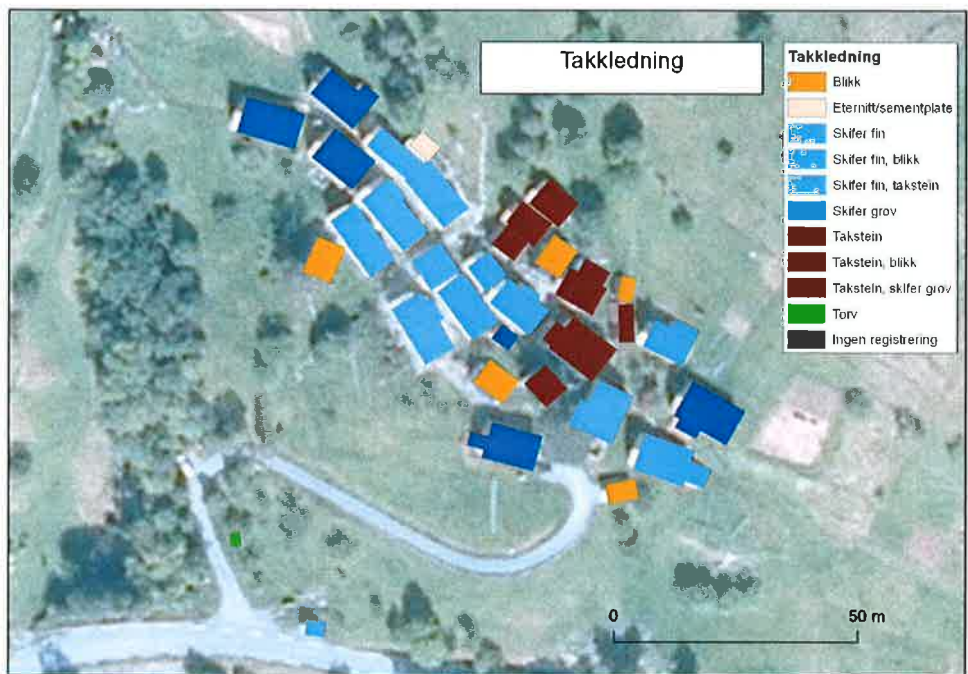 Takkledning
Takkledning
Blikk
Eternitt/sementplate
Skifer fin
Skifer fin, blikk
Skifer fin, takstein
Skifer grov
Takstein
Takstein, blikk
Takstein, skifer grov
Torv
Ingen registrering
0 50 m